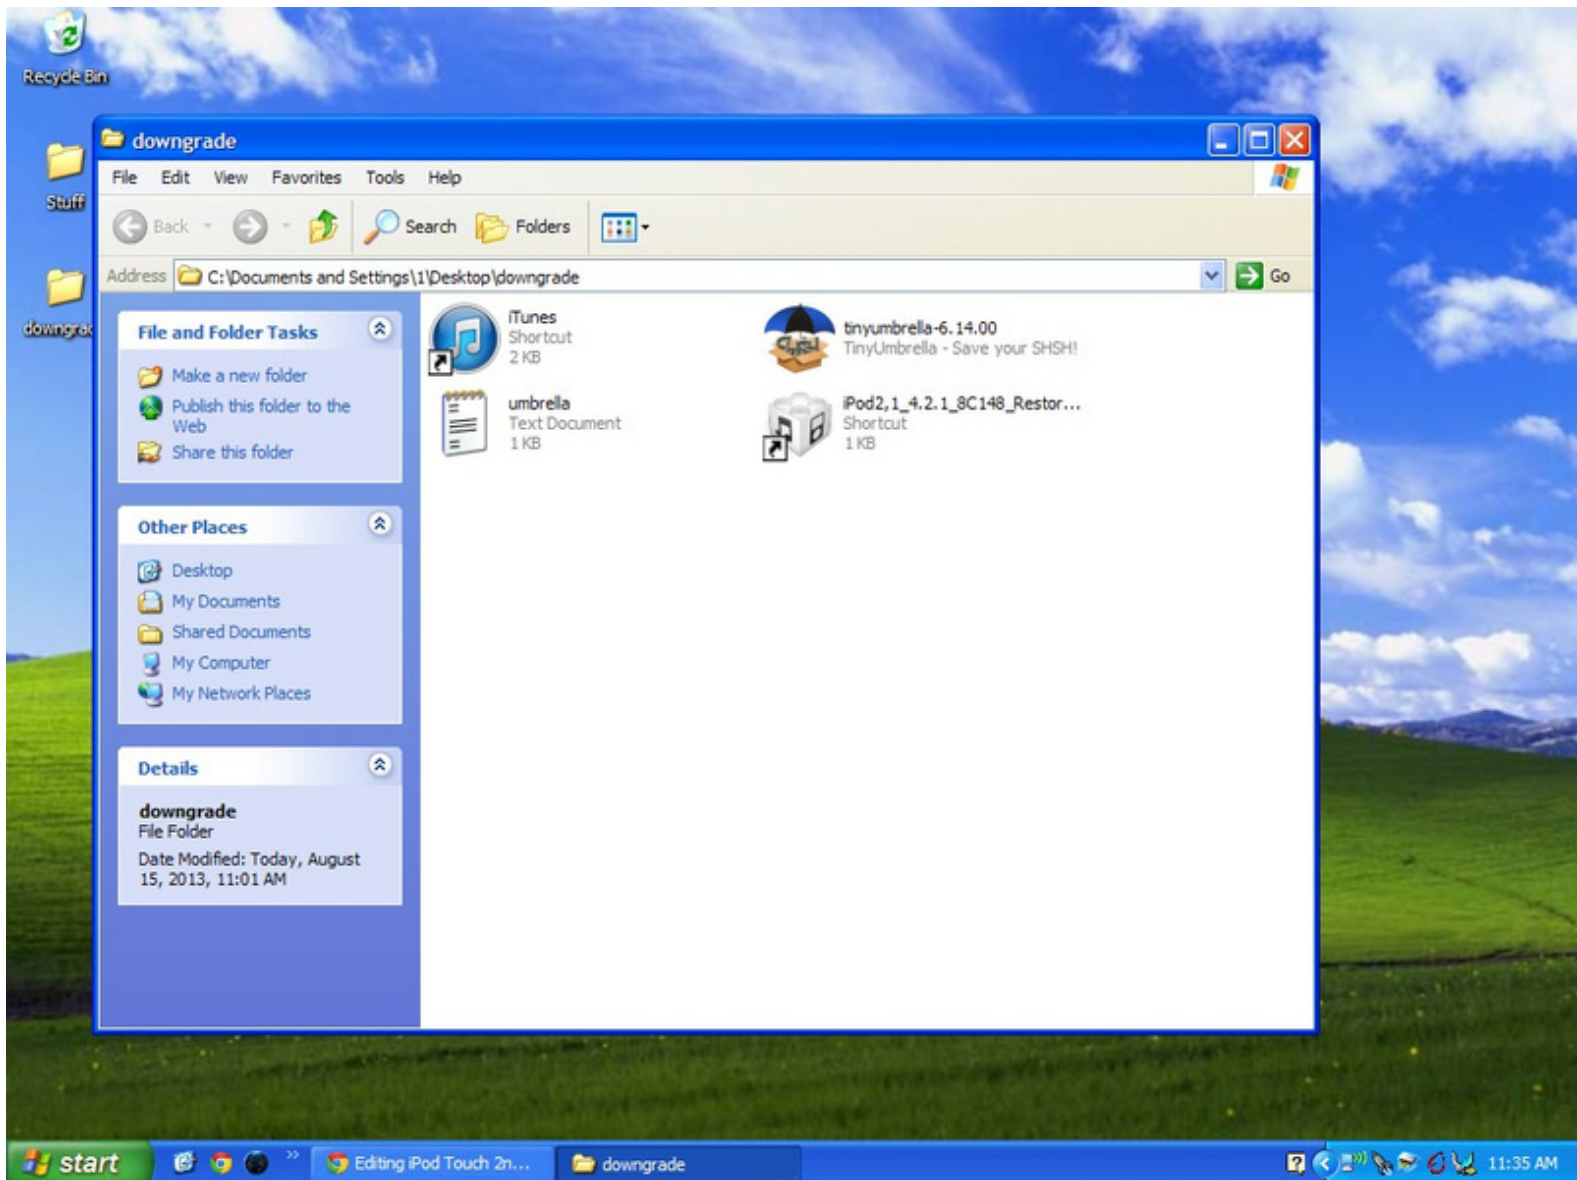 Recycle Bin
Stuff
downgrad
downgrade
File Edit View Favorites Tools Help
Back Search Folders
Address C:\Documents and Settings\1\Desktop\downgrade Go
File and Folder Tasks
Make a new folder
Publish this folder to the
Web
Share this folder
Other Places
Desktop
My Documents
Shared Documents
My Computer
My Network Places
Details
downgrade
File Folder
Date Modified: Today, August
15, 2013, 11:01 AM
iTunes
Shortcut
2 KB
tinyumbrella-6.14.00
TinyUmbrella - Save your SHSH!
umbrella
Text Document
1 KB
iPod2,1_4.2.1_8C148_Restor...
Shortcut
1 KB
start Editing iPod Touch 2n... downgrade 11:35 AM